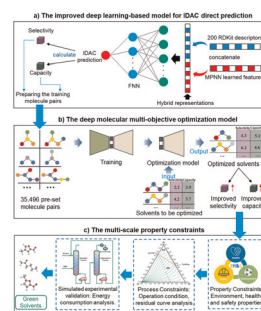 a) The improved deep learning-based model for IDAC direct prediction
Selectivity
calculate
IDAC
prediction
Capacity
FNN
200 RDKit descriptors
concatenate
MPNN learned features
Hybrid representations
Preparing the training
molecule pairs
b) The deep molecular multi-objective optimization model
Output
Training
Optimization model
Input
Optimized solvents
35,496 pre-set
molecule pairs
Solvents to be optimized
Improved
selectivity
Improved
capacity
c) The multi-scale property constraints
Green
Solvents
Simulated experimental
validation: Energy
consumption analysis.
Process Constraints:
Operation condition,
residual curve analysis.
Property Constraints:
Environment, health
and safety properties